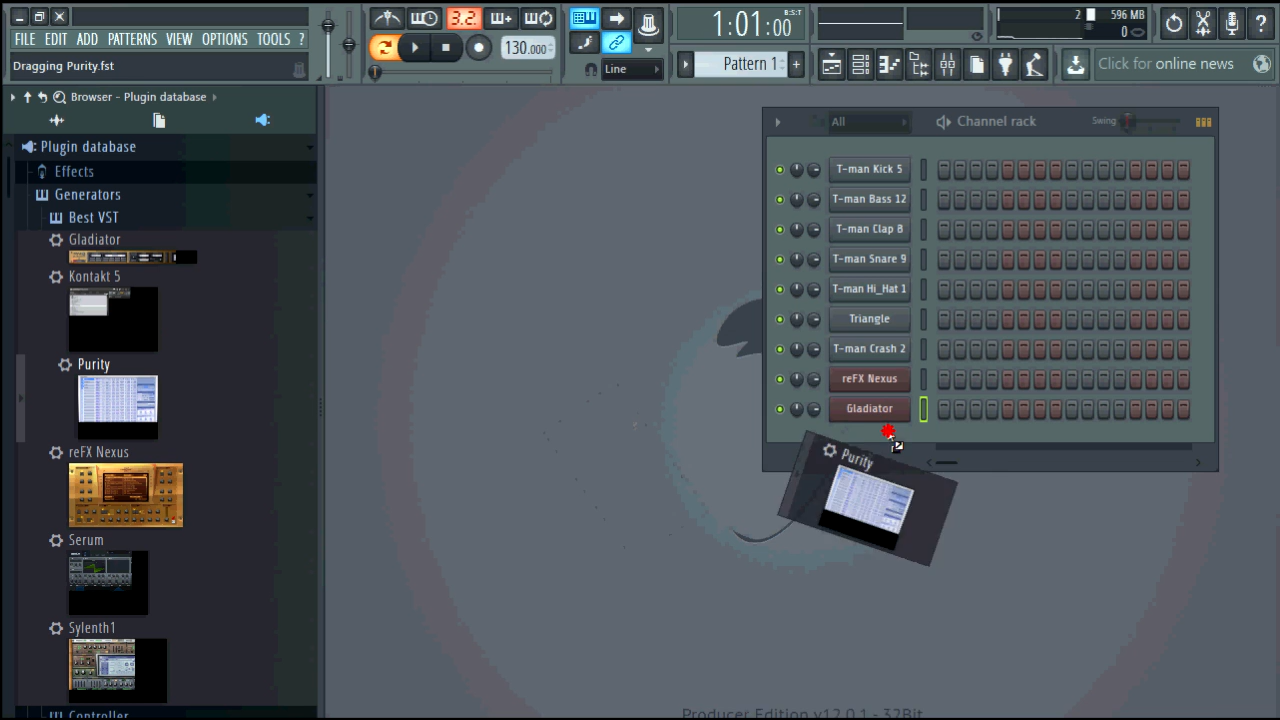 FILE EDIT ADD PATTERNS VIEW OPTIONS TOOLS ?
Dragging Purity.fst
3.2.
130.000
Line
1:01:00
B:S:T
Pattern 1
+
2
596 MB
0
Click for online news
Browser - Plugin database
Plugin database
Effects
Generators
Best VST
Gladiator
Kontakt 5
Purity
reFX Nexus
Serum
Sylenth1
Controller
All
Channel rack
Swing
T-man Kick 5
T-man Bass 12
T-man Clap 8
T-man Snare 9
T-man Hi_Hat 1
Triangle
T-man Crash 2
reFX Nexus
Gladiator
Purity
Producer Edition v12.0.1 - 32Bit